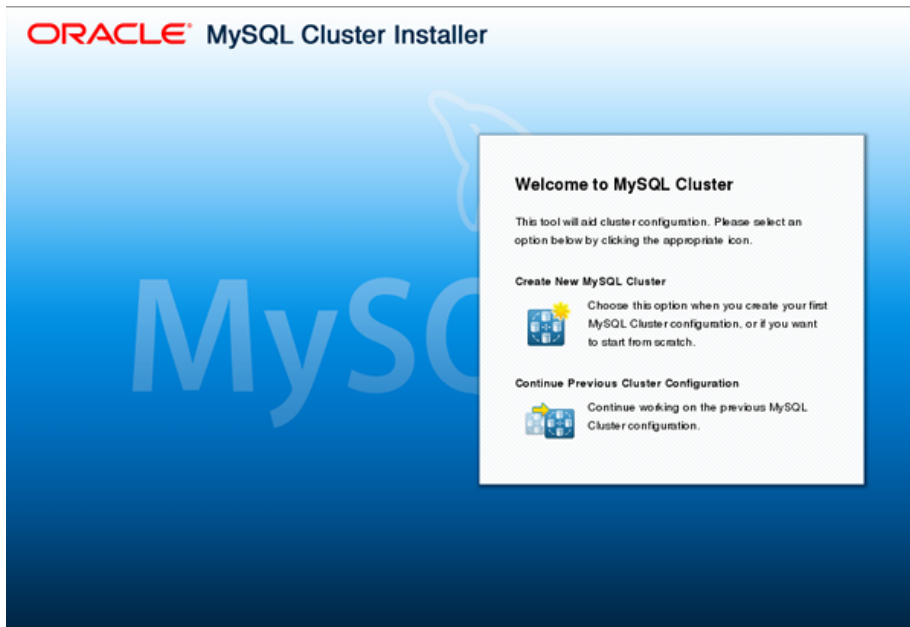 ORACLE® MySQL Cluster Installer
MySQ
Welcome to MySQL Cluster
This tool will aid cluster configuration. Please select an
option below by clicking the appropriate icon.
Create New MySQL Cluster
Choose this option when you create your first
MySQL Cluster configuration, or if you want
to start from scratch.
Continue Previous Cluster Configuration
Continue working on the previous MySQL
Cluster configuration.